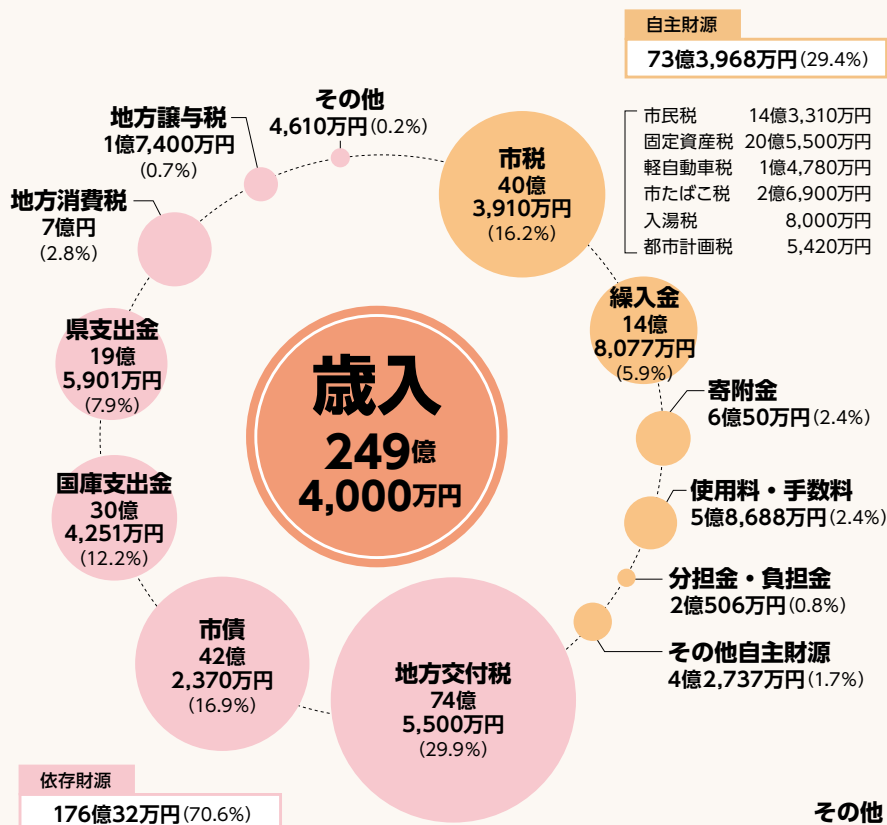 自主財源
73億3,968万円(29.4%)
市民税 14億3,310万円
固定資産税 20億5,500万円
軽自動車税 1億4,780万円
市たばこ税 2億6,900万円
入湯税 8,000万円
都市計画税 5,420万円
歳入
249億
4,000万円
市税
40億
3,910万円
(16.2%)
繰入金
14億
8,077万円
(5.9%)
寄附金
6億50万円(2.4%)
使用料・手数料
5億8,688万円(2.4%)
分担金・負担金
2億506万円(0.8%)
その他自主財源
4億2,737万円(1.7%)
地方交付税
74億
5,500万円
(29.9%)
市債
42億
2,370万円
(16.9%)
国庫支出金
30億
4,251万円
(12.2%)
県支出金
19億
5,901万円
(7.9%)
地方消費税
7億円
(2.8%)
地方譲与税
1億7,400万円
(0.7%)
その他
4,610万円(0.2%)
依存財源
176億32万円(70.6%)
その他